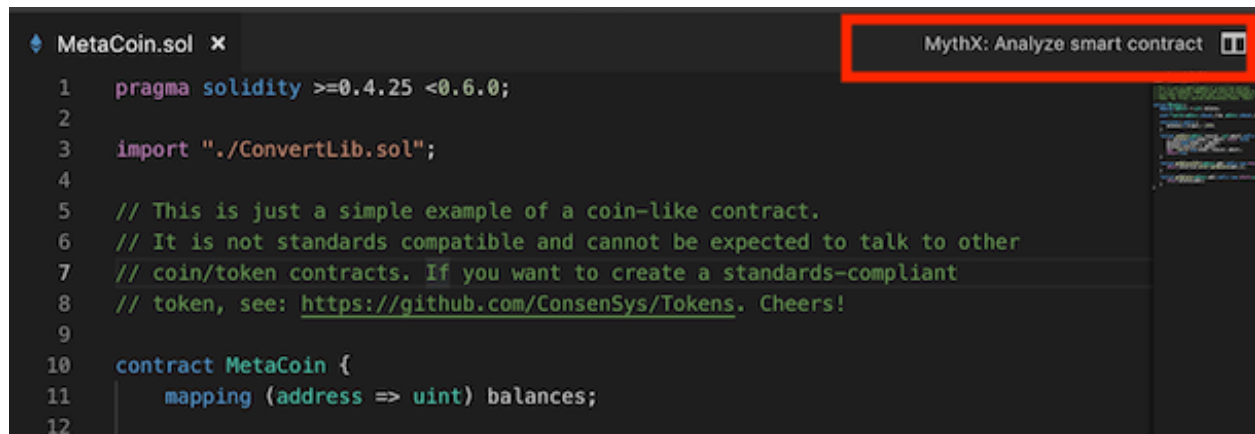 MetaCoin.sol ×
MythX: Analyze smart contract
1 pragma solidity >=0.4.25 <0.6.0;
2
3 import "./ConvertLib.sol";
4
5 // This is just a simple example of a coin-like contract.
6 // It is not standards compatible and cannot be expected to talk to other
7 // coin/token contracts. If you want to create a standards-compliant
8 // token, see: https://github.com/ConsenSys/Tokens. Cheers!
9
10 contract MetaCoin {
11 mapping (address => uint) balances;
12